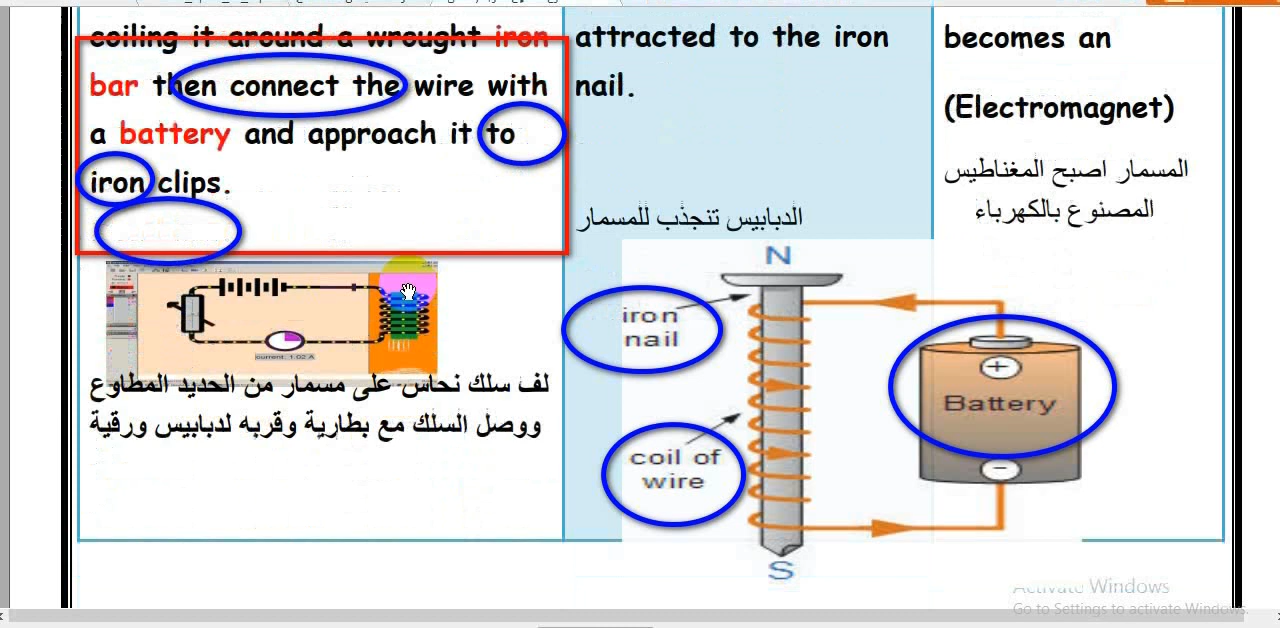 coiling it around a wrought iron
bar then connect the wire with
a battery and approach it to
iron clips.
current: 1.02 A
لف سلك نحاس على مسمار من الحديد المطاوع
ووصل السلك مع بطارية وقربه لدبابيس ورقية
attracted to the iron
nail.
الدبابيس تنجذب للمسمار
becomes an
(Electromagnet)
المسمار اصبح المغناطيس
المصنوع بالكهرباء
N
iron
nail
coil of
wire
S
+
Battery
−
Activate Windows
Go to Settings to activate Windows.